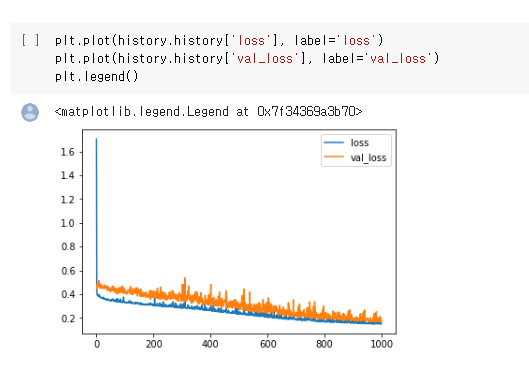 [ ] plt.plot(history.history['loss'], label='loss')
plt.plot(history.history['val_loss'], label='val_loss')
plt.legend()
<matplotlib.legend.Legend at 0x7f34369a3b70>
loss
val_loss
1.6
1.4
1.2
1.0
0.8
0.6
0.4
0.2
0 200 400 600 800 1000